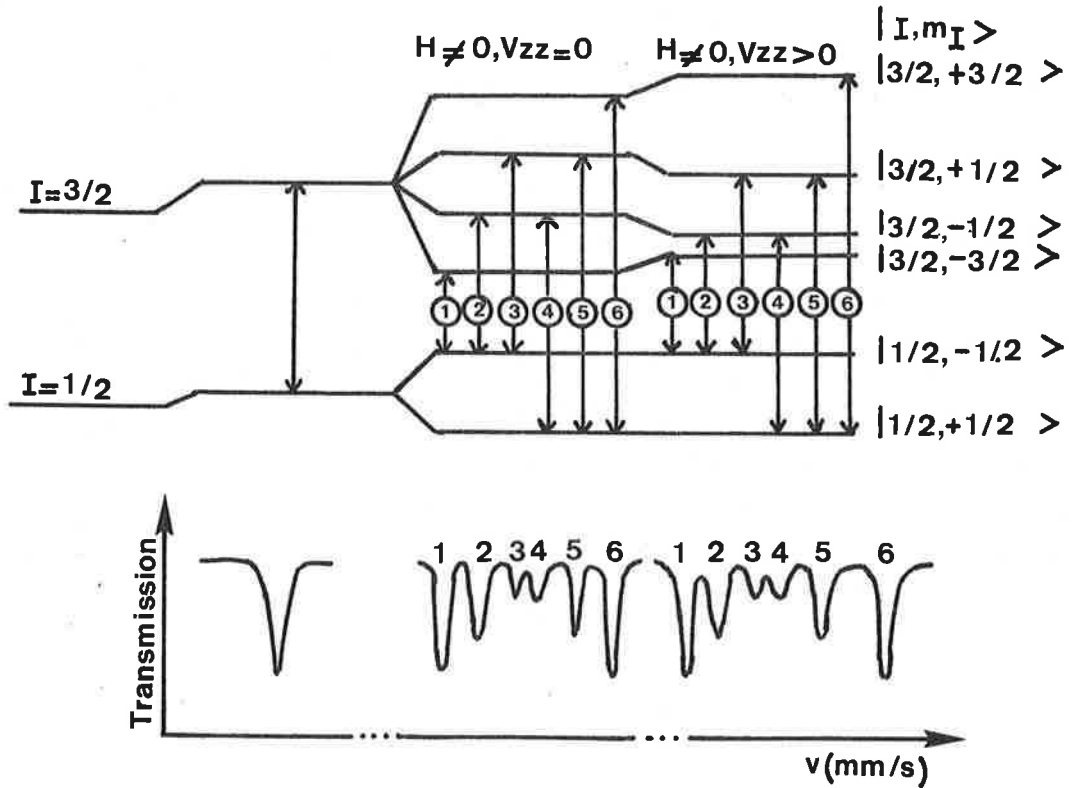 | I, mI >
H ≠ 0, Vzz = 0
H ≠ 0, Vzz > 0
|3/2, +3/2 >
I = 3/2
|3/2, +1/2 >
|3/2, -1/2 >
|3/2, -3/2 >
1 2 3 4 5 6 1 2 3 4 5 6
|1/2, -1/2 >
I = 1/2
|1/2, +1/2 >
1 2 3 4 5 6 1 2 3 4 5 6
Transmission
v(mm/s)